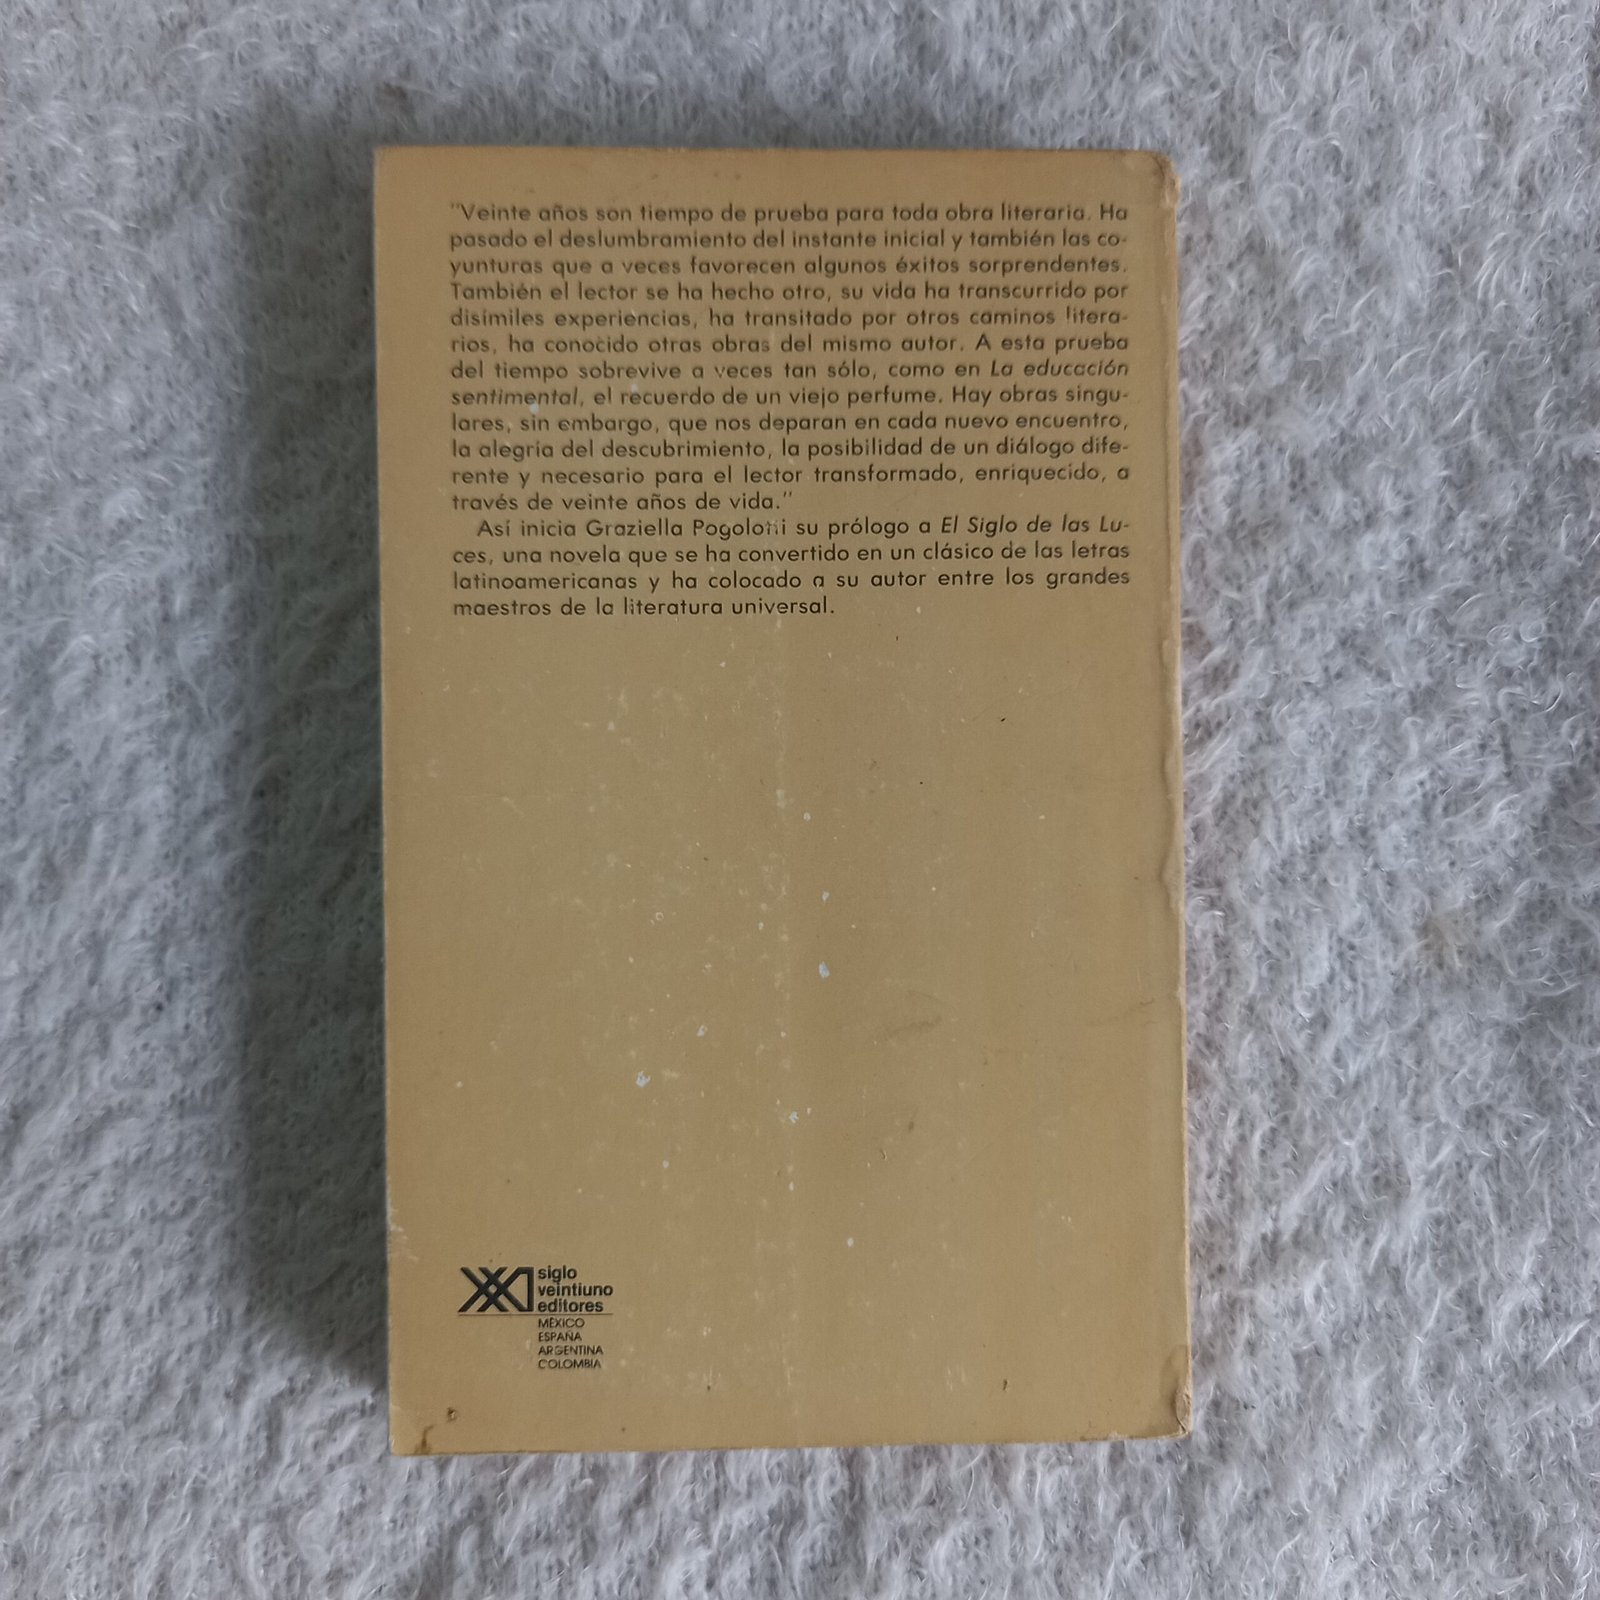 "Veinte años son tiempo de prueba para toda obra literaria. Ha
pasado el deslumbramiento del instante inicial y también las co-
yunturas que a veces favorecen algunos éxitos sorprendentes.
También el lector se ha hecho otro, su vida ha transcurrido por
disímiles experiencias, ha transitado por otros caminos litera-
rios, ha conocido otras obras del mismo autor. A esta prueba
del tiempo sobrevive a veces tan sólo, como en La educación
sentimental, el recuerdo de un viejo perfume. Hay obras singu-
lares, sin embargo, que nos deparan en cada nuevo encuentro,
la alegría del descubrimiento, la posibilidad de un diálogo dife-
rente y necesario para el lector transformado, enriquecido, a
través de veinte años de vida."
Así inicia Graziella Pogolotti su prólogo a El Siglo de las Lu-
ces, una novela que se ha convertido en un clásico de las letras
latinoamericanas y ha colocado a su autor entre los grandes
maestros de la literatura universal.
siglo
veintiuno
editores
MÉXICO
ESPAÑA
ARGENTINA
COLOMBIA